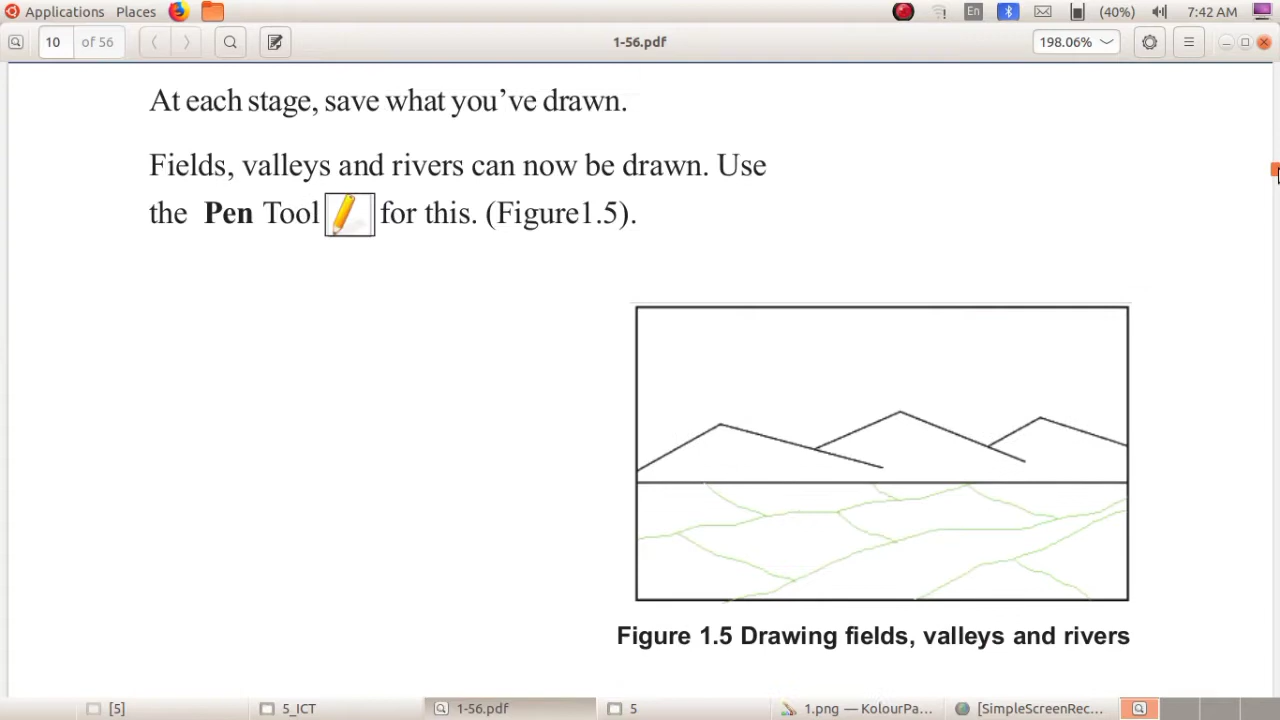 Applications Places En (40%) 7:42 AM
10 of 56 1-56.pdf 198.06%
At each stage, save what you’ve drawn.
Fields, valleys and rivers can now be drawn. Use
the Pen Tool for this. (Figure1.5).
Figure 1.5 Drawing fields, valleys and rivers
[5] 5_ICT 1-56.pdf 5 1.png — KolourPa... [SimpleScreenRec...